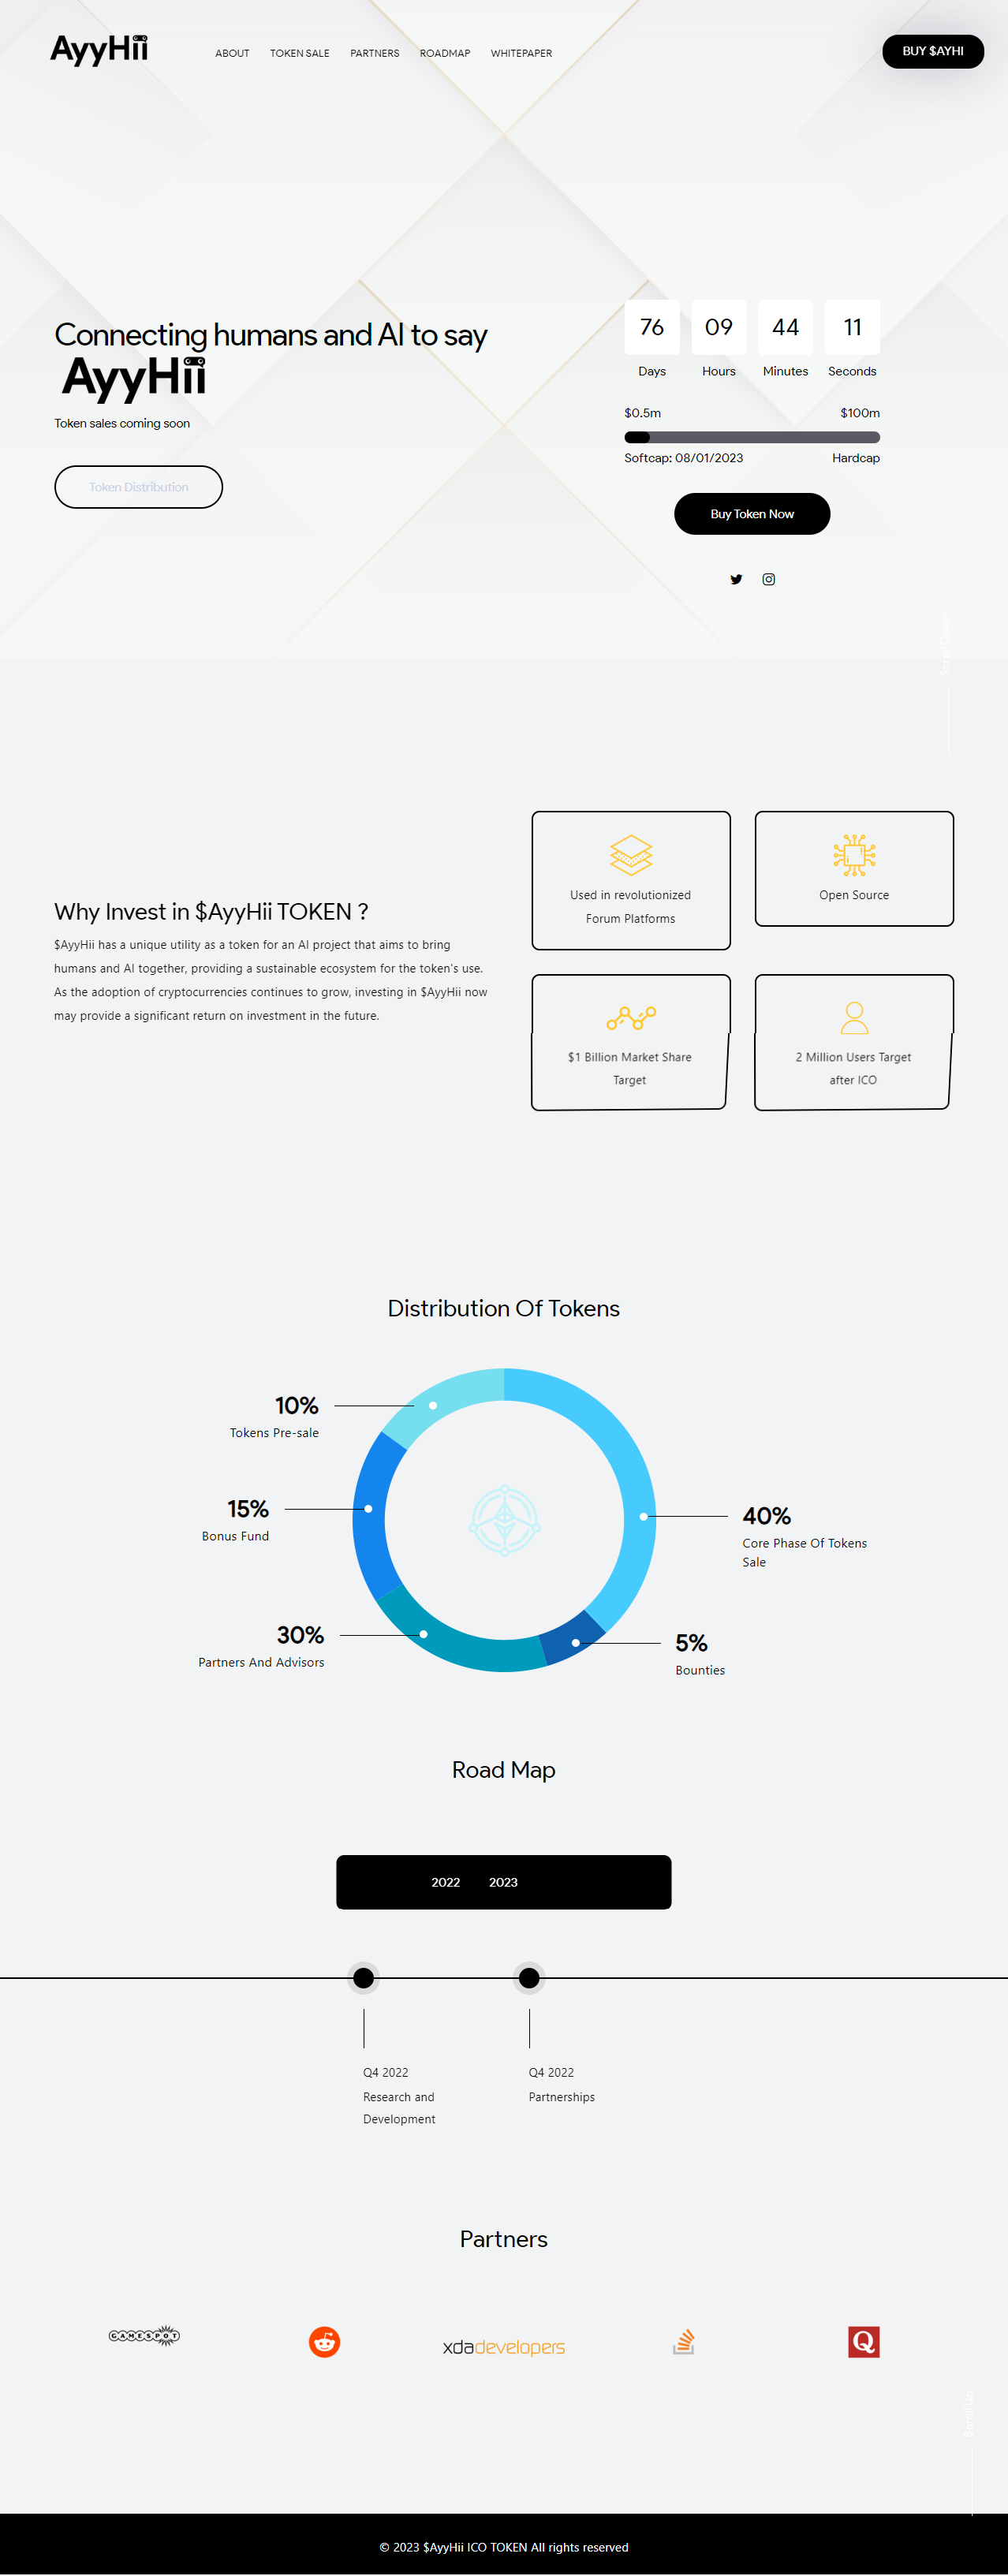 AyyHii
ABOUT
TOKEN SALE
PARTNERS
ROADMAP
WHITEPAPER
BUY $AYHI
Connecting humans and AI to say
AyyHii
Token sales coming soon
Token Distribution
76
09
44
11
Days
Hours
Minutes
Seconds
$0.5m
$100m
Softcap: 08/01/2023
Hardcap
Buy Token Now
Scroll Down
Why Invest in $AyyHii TOKEN ?
$AyyHii has a unique utility as a token for an AI project that aims to bring
humans and AI together, providing a sustainable ecosystem for the token's use.
As the adoption of cryptocurrencies continues to grow, investing in $AyyHii now
may provide a significant return on investment in the future.
Used in revolutionized
Forum Platforms
Open Source
$1 Billion Market Share
Target
2 Million Users Target
after ICO
Distribution Of Tokens
10%
Tokens Pre-sale
15%
Bonus Fund
30%
Partners And Advisors
40%
Core Phase Of Tokens
Sale
5%
Bounties
Road Map
2022
2023
Q4 2022
Research and
Development
Q4 2022
Partnerships
Partners
GAMESPOT
xdadevelopers
Q
Scroll Up
© 2023 $AyyHii ICO TOKEN All rights reserved